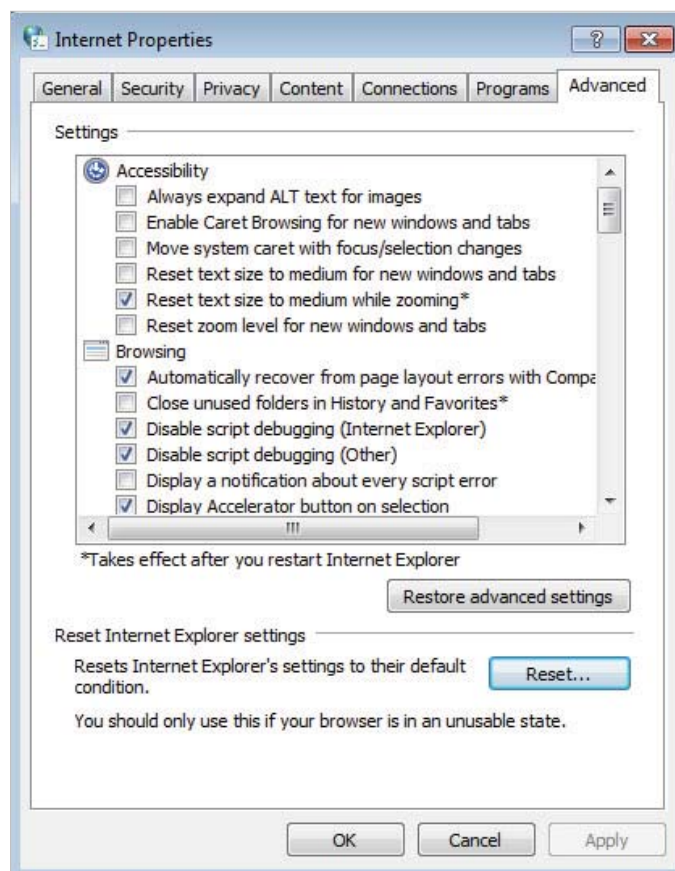 Internet Properties
General Security Privacy Content Connections Programs Advanced
Settings
Accessibility
Always expand ALT text for images
Enable Caret Browsing for new windows and tabs
Move system caret with focus/selection changes
Reset text size to medium for new windows and tabs
Reset text size to medium while zooming*
Reset zoom level for new windows and tabs
Browsing
Automatically recover from page layout errors with Compa
Close unused folders in History and Favorites*
Disable script debugging (Internet Explorer)
Disable script debugging (Other)
Display a notification about every script error
Display Accelerator button on selection
*Takes effect after you restart Internet Explorer
Restore advanced settings
Reset Internet Explorer settings
Resets Internet Explorer's settings to their default
condition.
Reset...
You should only use this if your browser is in an unusable state.
OK Cancel Apply